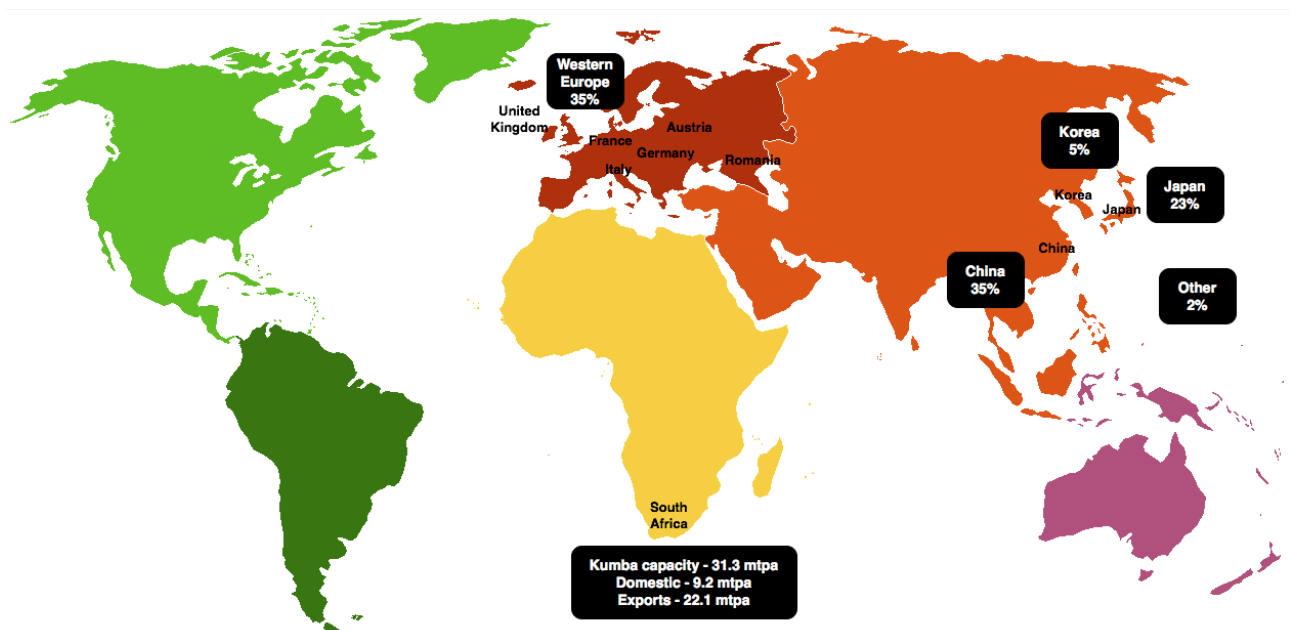 Western
Europe
35%
United
Kingdom
France
Austria
Germany
Italy
Romania
Korea
5%
Korea
Japan
23%
Japan
China
China
35%
Other
2%
South
Africa
Kumba capacity - 31.3 mtpa
Domestic - 9.2 mtpa
Exports - 22.1 mtpa